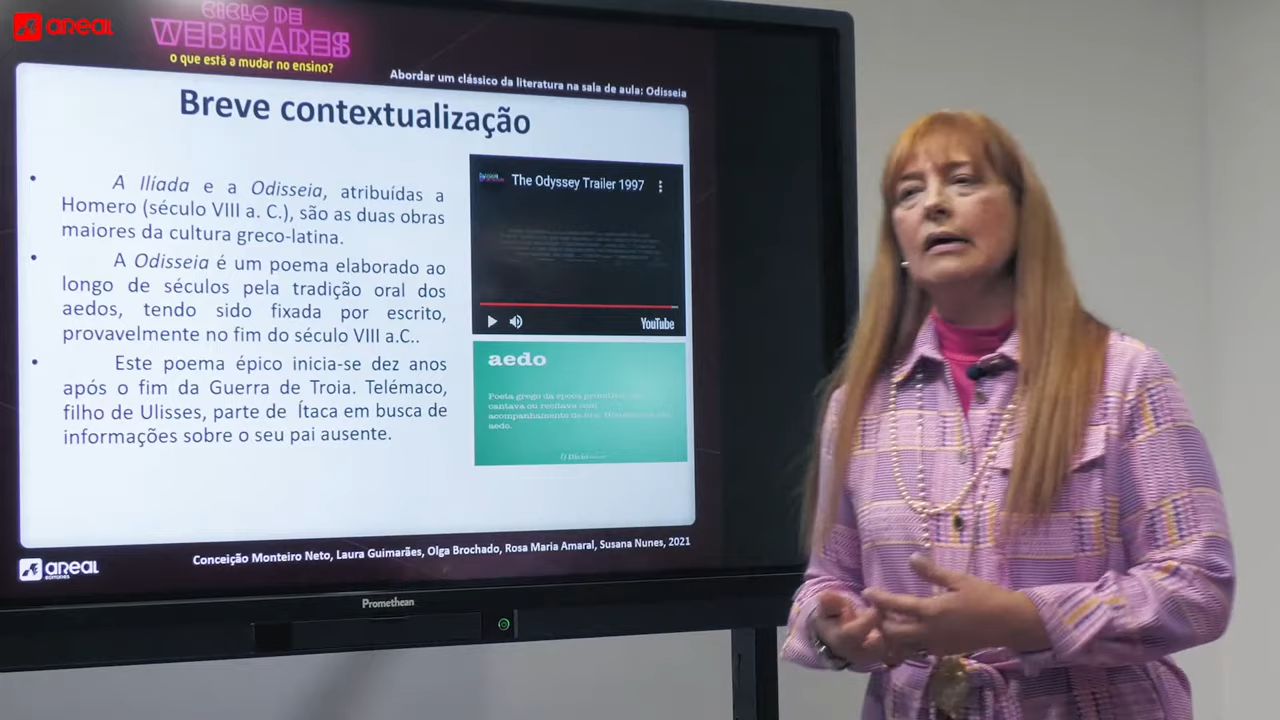 areal
CICLO DE
WEBINARES
o que está a mudar no ensino?
Abordar um clássico da literatura na sala de aula: Odisseia
Breve contextualização
• A Ilíada e a Odisseia, atribuídas a
Homero (século VIII a. C.), são as duas obras
maiores da cultura greco-latina.
• A Odisseia é um poema elaborado ao
longo de séculos pela tradição oral dos
aedos, tendo sido fixada por escrito,
provavelmente no fim do século VIII a.C..
• Este poema épico inicia-se dez anos
após o fim da Guerra de Troia. Telémaco,
filho de Ulisses, parte de Ítaca em busca de
informações sobre o seu pai ausente.
The Odyssey Trailer 1997
YouTube
aedo
Poeta grego da época
cantava ou recitava com
acompanhamento
aedo.
areal
editores
Conceição Monteiro Neto, Laura Guimarães, Olga Brochado, Rosa Maria Amaral, Susana Nunes, 2021
Promethean